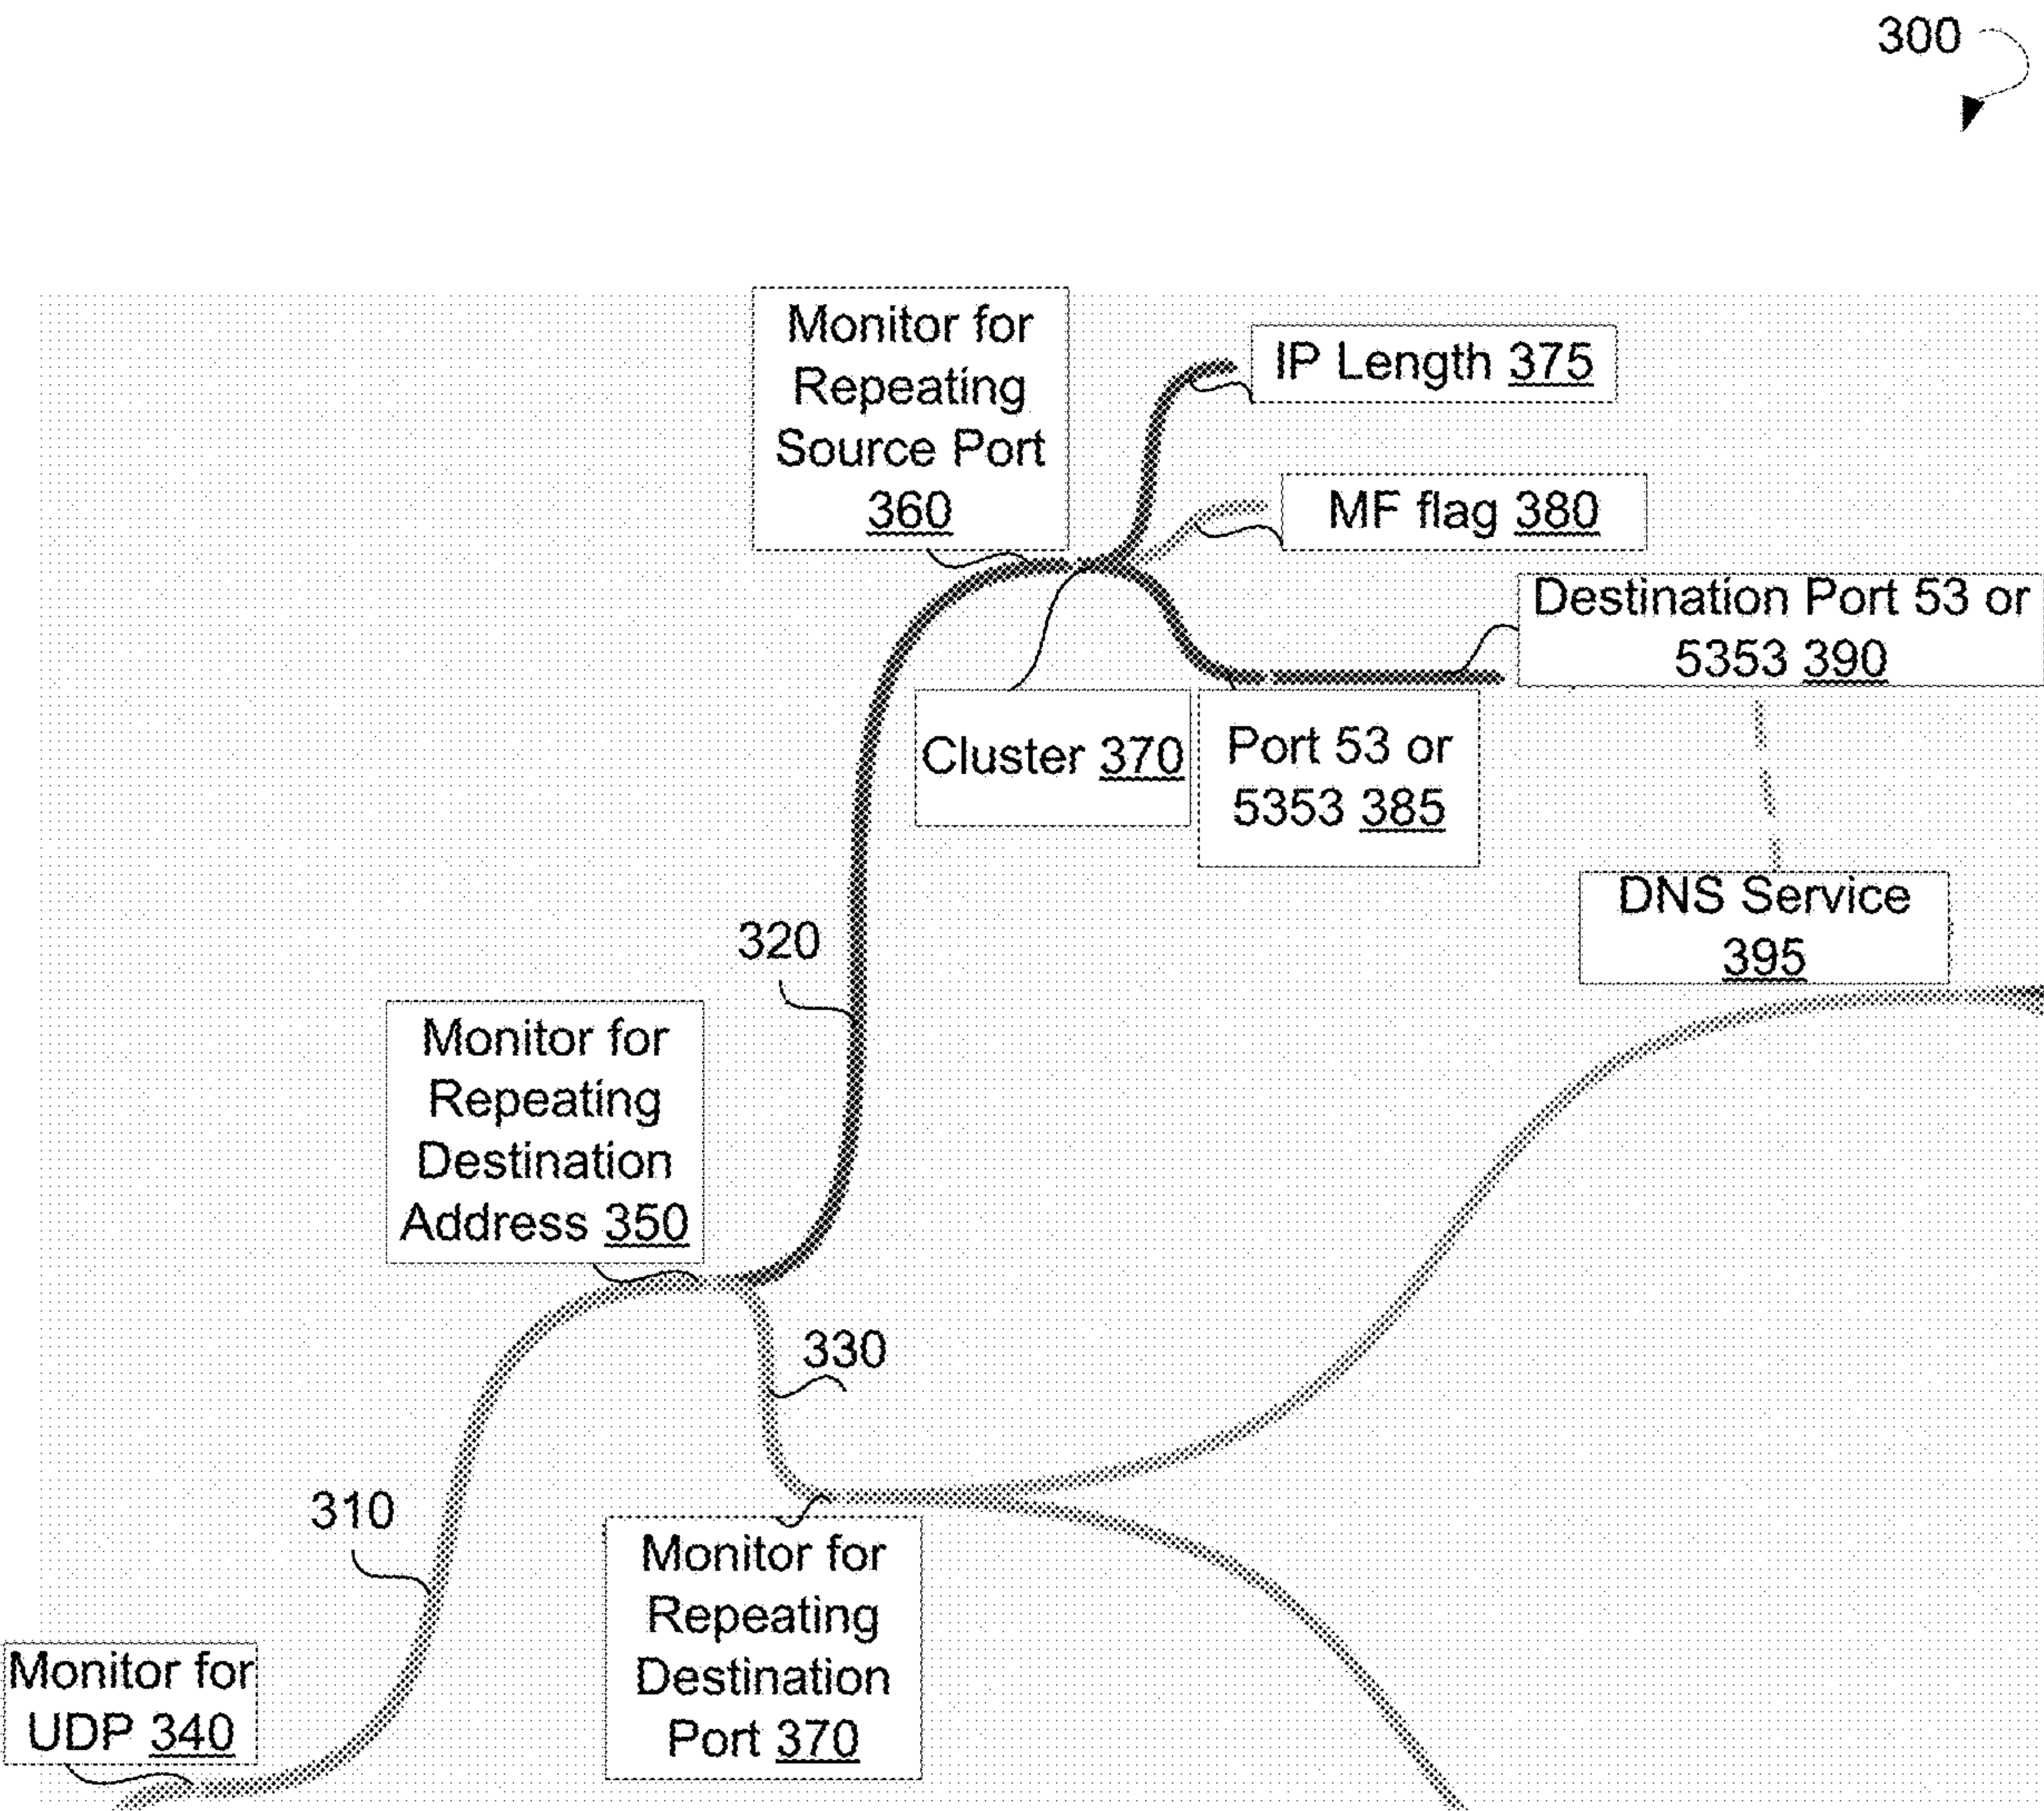 300
Monitor for
Repeating
Source Port
360
IP Length 375
MF flag 380
Destination Port 53 or
5353 390
Cluster 370
Port 53 or
5353 385
DNS Service
395
320
Monitor for
Repeating
Destination
Address 350
330
310
Monitor for
Repeating
Destination
Port 370
Monitor for
UDP 340